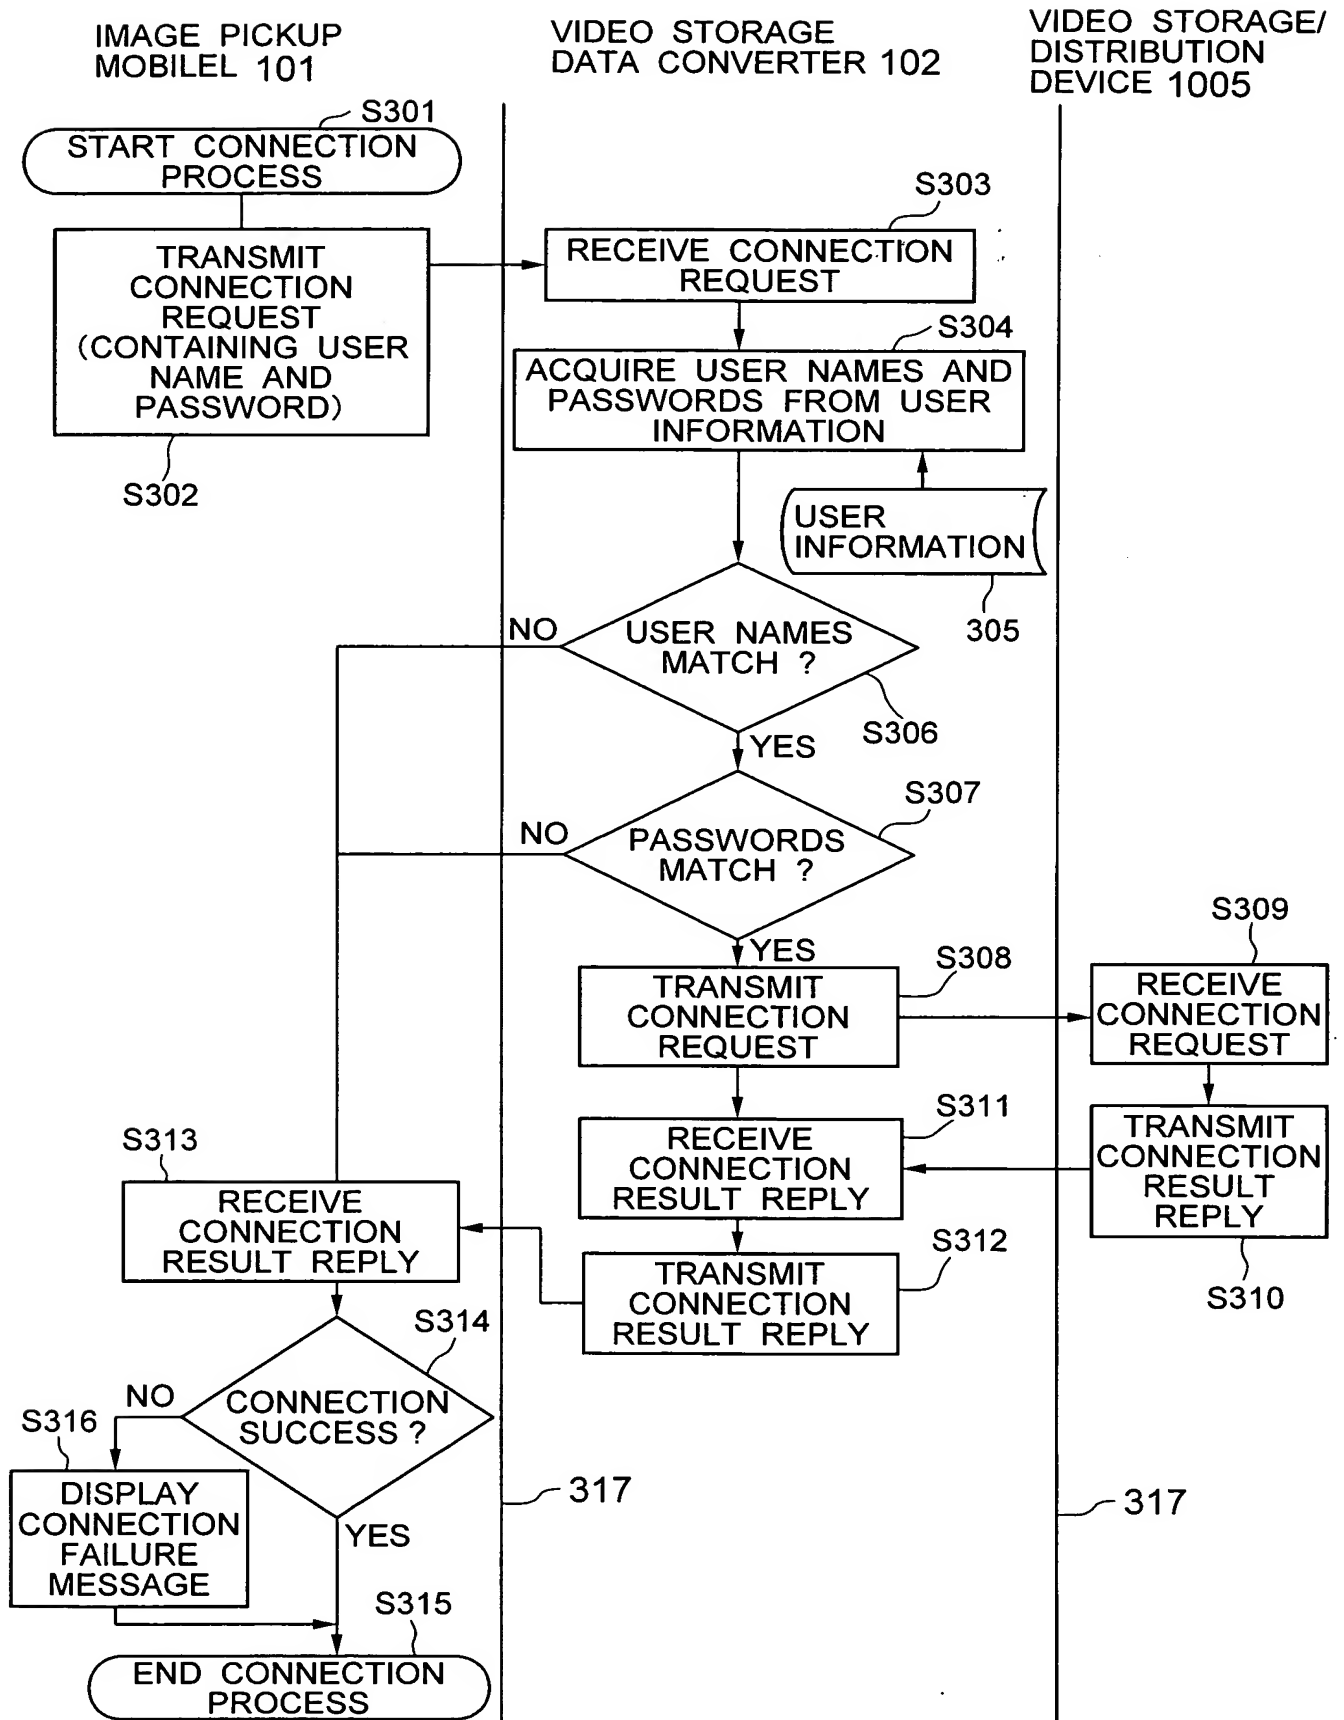 IMAGE PICKUP
MOBILEL 101
VIDEO STORAGE
DATA CONVERTER 102
VIDEO STORAGE/
DISTRIBUTION
DEVICE 1005
S301
START CONNECTION
PROCESS
S303
TRANSMIT
CONNECTION
REQUEST
(CONTAINING USER
NAME AND
PASSWORD)
S302
RECEIVE CONNECTION
REQUEST
S304
ACQUIRE USER NAMES AND
PASSWORDS FROM USER
INFORMATION
USER
INFORMATION
305
USER NAMES
MATCH ?
NO
S306
YES
S307
PASSWORDS
MATCH ?
NO
YES
S308
TRANSMIT
CONNECTION
REQUEST
S309
RECEIVE
CONNECTION
REQUEST
S311
RECEIVE
CONNECTION
RESULT REPLY
TRANSMIT
CONNECTION
RESULT
REPLY
S310
S313
RECEIVE
CONNECTION
RESULT REPLY
S312
TRANSMIT
CONNECTION
RESULT REPLY
S314
CONNECTION
SUCCESS ?
NO
S316
DISPLAY
CONNECTION
FAILURE
MESSAGE
YES
317
317
S315
END CONNECTION
PROCESS